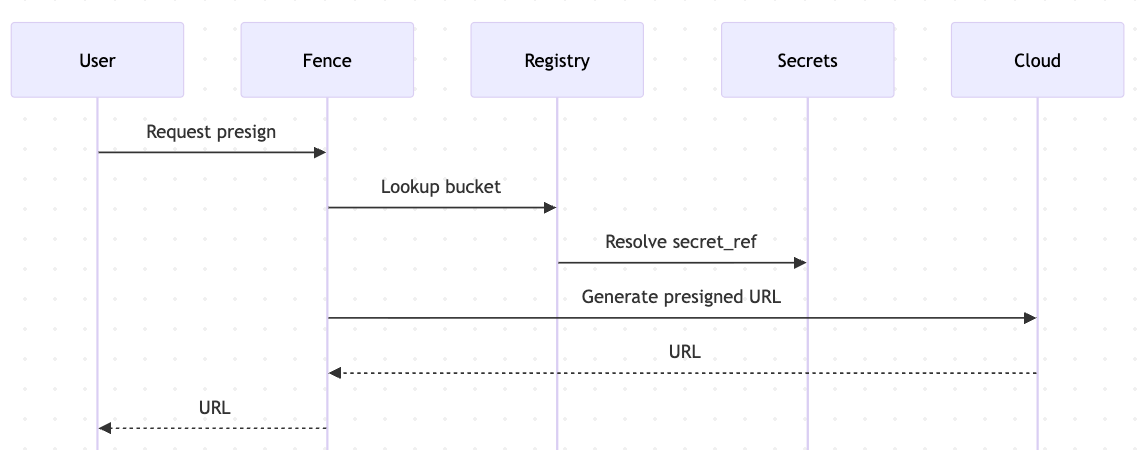 User
Fence
Registry
Secrets
Cloud
Request presign
Lookup bucket
Resolve secret_ref
Generate presigned URL
URL
URL